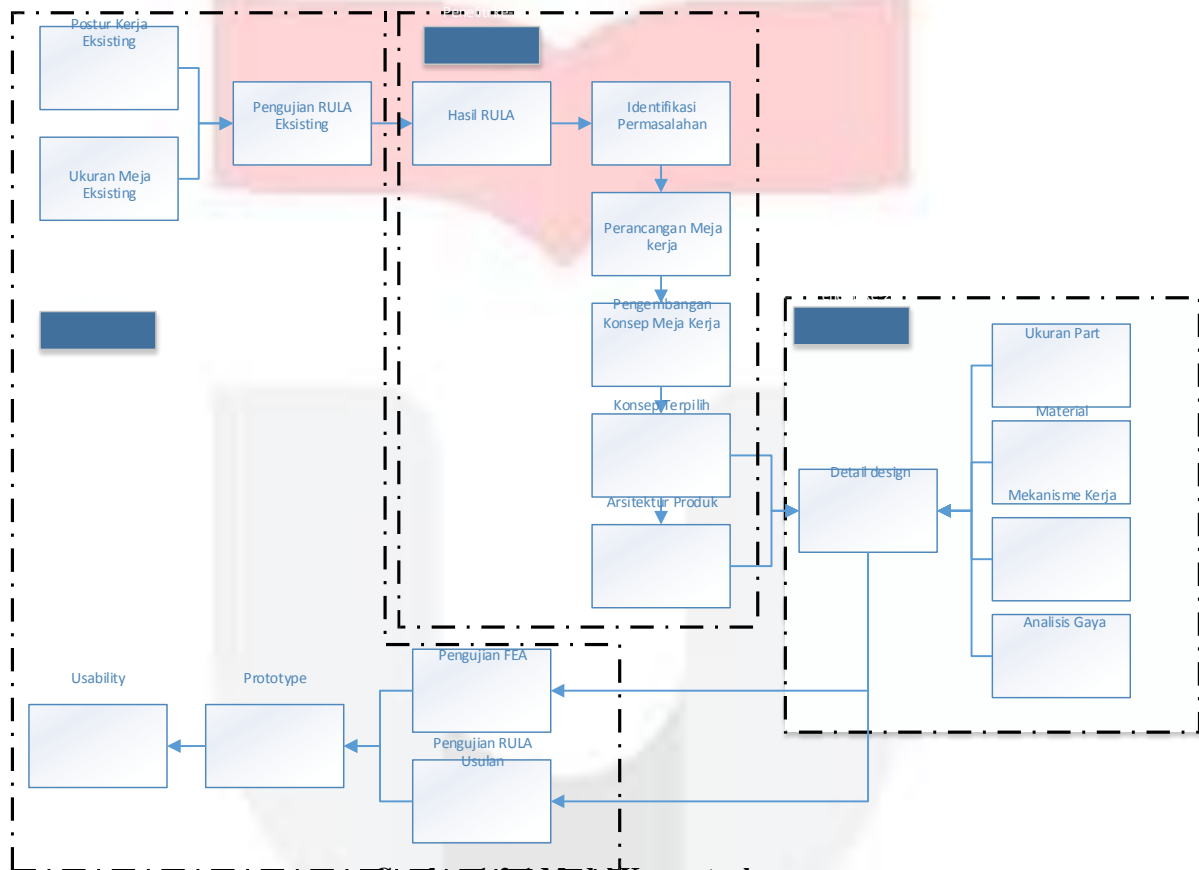 Postur Kerja
Eksisting
Ukuran Meja
Eksisting
Pengujian RULA
Eksisting
Hasil RULA
Identifikasi
Permasalahan
Perancangan Meja
kerja
Pengembangan
Konsep Meja Kerja
Konsep Terpilih
Arsitektur Produk
Detail design
Ukuran Part
Material
Mekanisme Kerja
Analisis Gaya
Pengujian FEA
Pengujian RULA
Usulan
Prototype
Usability